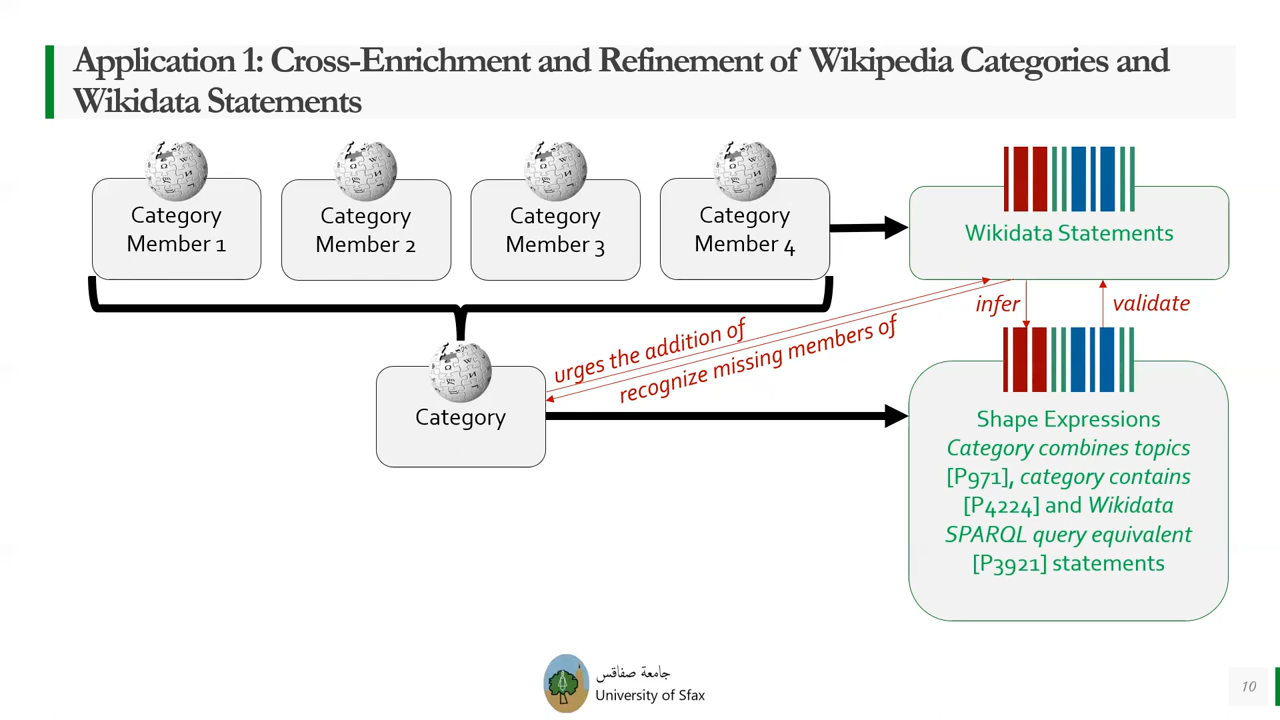 Application 1: Cross-Enrichment and Refinement of Wikipedia Categories and
Wikidata Statements
Category
Member 1
Category
Member 2
Category
Member 3
Category
Member 4
Wikidata Statements
infer
validate
urges the addition of
recognize missing members of
Category
Shape Expressions
Category combines topics
[P971], category contains
[P4224] and Wikidata
SPARQL query equivalent
[P3921] statements
جامعة صفاقس
University of Sfax
10